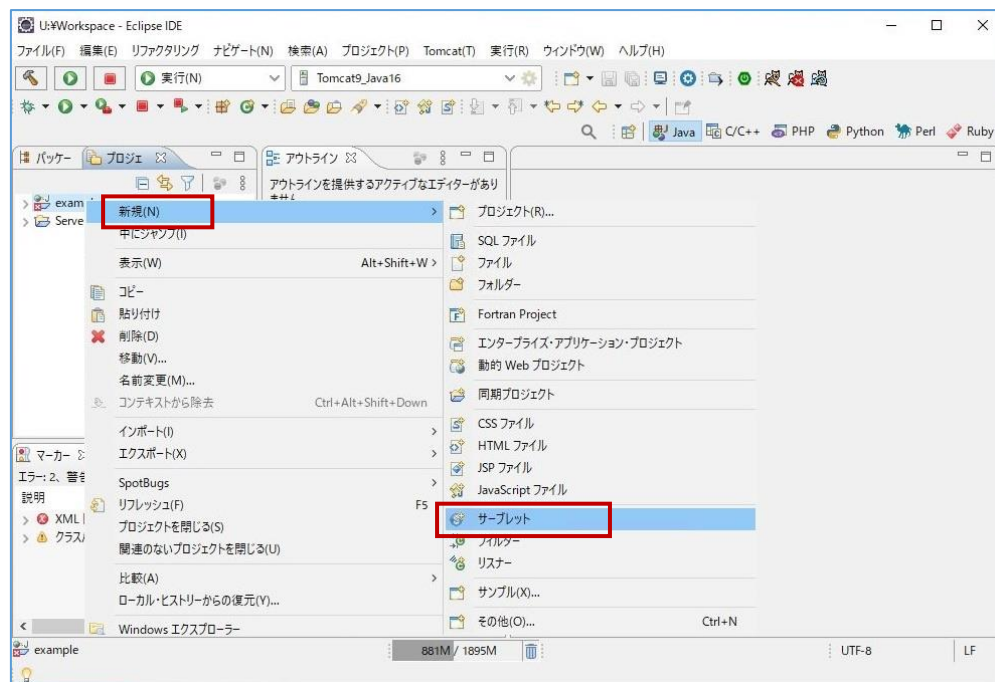 U:¥Workspace - Eclipse IDE
ファイル(F) 編集(E) リファクタリング ナビゲート(N) 検索(A) プロジェクト(P) Tomcat(T) 実行(R) ウィンドウ(W) ヘルプ(H)
実行(N) Tomcat9_Java16
Java C/C++ PHP Python Perl Ruby
パッケー プロジェ アウトライン
アウトラインを提供するアクティブなエディターがあり
exam
Serve
新規(N)
中にジャンプ(I)
表示(W) Alt+Shift+W >
コピー
貼り付け
削除(D)
移動(V)...
名前変更(M)...
コンテキストから除去 Ctrl+Alt+Shift+Down
インポート(I)
エクスポート(X)
SpotBugs
リフレッシュ(F) F5
プロジェクトを閉じる(S)
関連のないプロジェクトを閉じる(U)
比較(A)
ローカル・ヒストリーからの復元(Y)...
Windows エクスプローラー
プロジェクト(R)...
SQL ファイル
ファイル
フォルダー
Fortran Project
エンタープライズ・アプリケーション・プロジェクト
動的 Web プロジェクト
同期プロジェクト
CSS ファイル
HTML ファイル
JSP ファイル
JavaScript ファイル
サーブレット
フィルター
リスナー
サンプル(X)...
その他(O)... Ctrl+N
マーカー
エラー: 2、警告
説明
XML
クラスパ
example 881M / 1895M UTF-8 LF